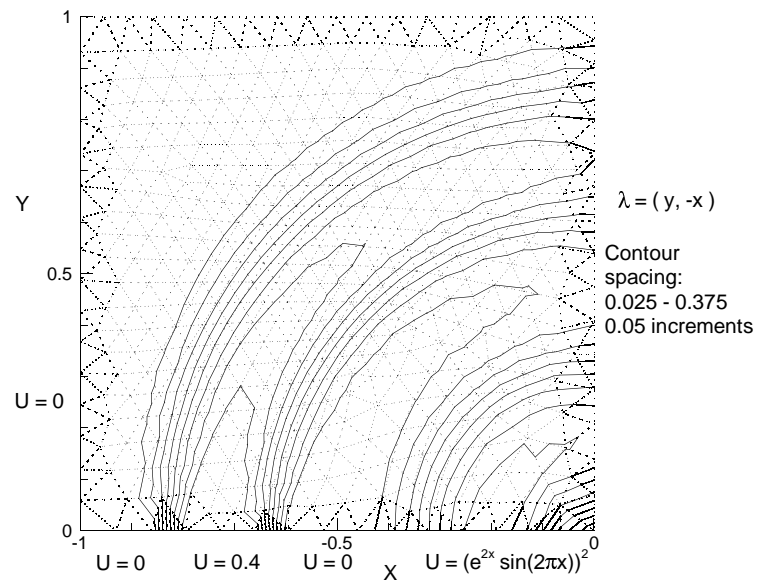 1
Y
λ = ( y, -x )
0.5
Contour
spacing:
0.025 - 0.375
0.05 increments
U = 0
0
-1
-0.5
0
U = 0
U = 0.4
U = 0
X
U = (e^{2x} sin(2πx))^2